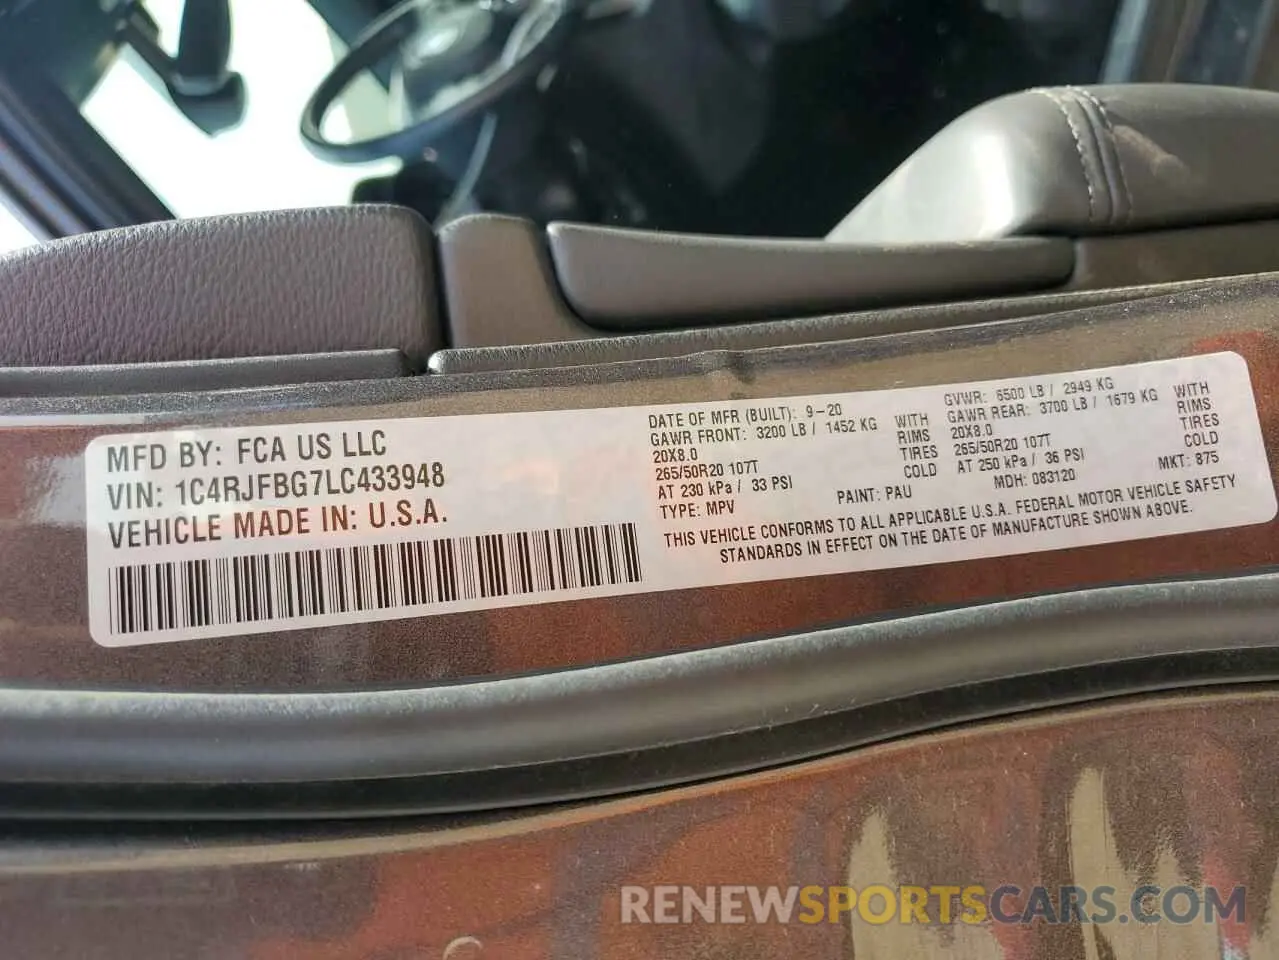 MFD BY: FCA US LLC
VIN: 1C4RJFBG7LC433948
VEHICLE MADE IN: U.S.A.
DATE OF MFR (BUILT): 9-20
GAWR FRONT: 3200 LB / 1452 KG WITH
20X8.0 RIMS
265/50R20 107T TIRES
AT 230 kPa / 33 PSI COLD
TYPE: MPV PAINT: PAU
GVWR: 6500 LB / 2949 KG
GAWR REAR: 3700 LB / 1679 KG WITH
20X8.0 RIMS
265/50R20 107T TIRES
AT 250 kPa / 36 PSI COLD
MDH: 083120 MKT: 875
THIS VEHICLE CONFORMS TO ALL APPLICABLE U.S.A. FEDERAL MOTOR VEHICLE SAFETY
STANDARDS IN EFFECT ON THE DATE OF MANUFACTURE SHOWN ABOVE.
RENEWSPORTSCARS.COM